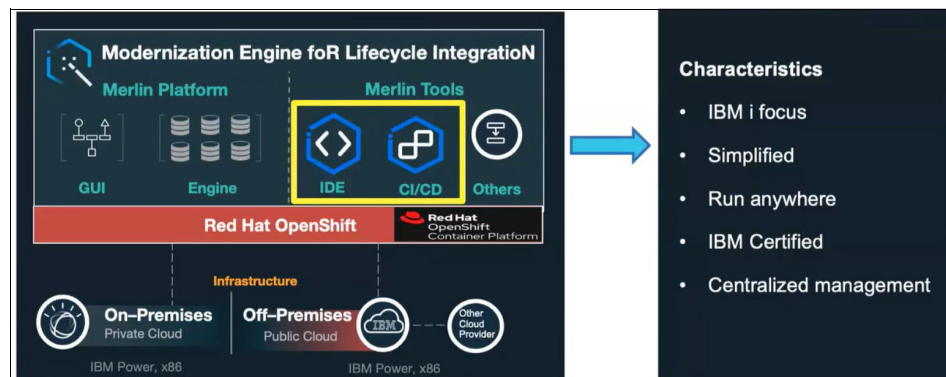 Modernization Engine foR Lifecycle IntegratioN
Merlin Platform
Merlin Tools
GUI
Engine
IDE
CI/CD
Others
Red Hat OpenShift
Red Hat
OpenShift
Container Platform
Infrastructure
On–Premises
Private Cloud
Off–Premises
Public Cloud
IBM
Other
Cloud
Provider
IBM Power, x86
IBM Power, x86
Characteristics
• IBM i focus
• Simplified
• Run anywhere
• IBM Certified
• Centralized management